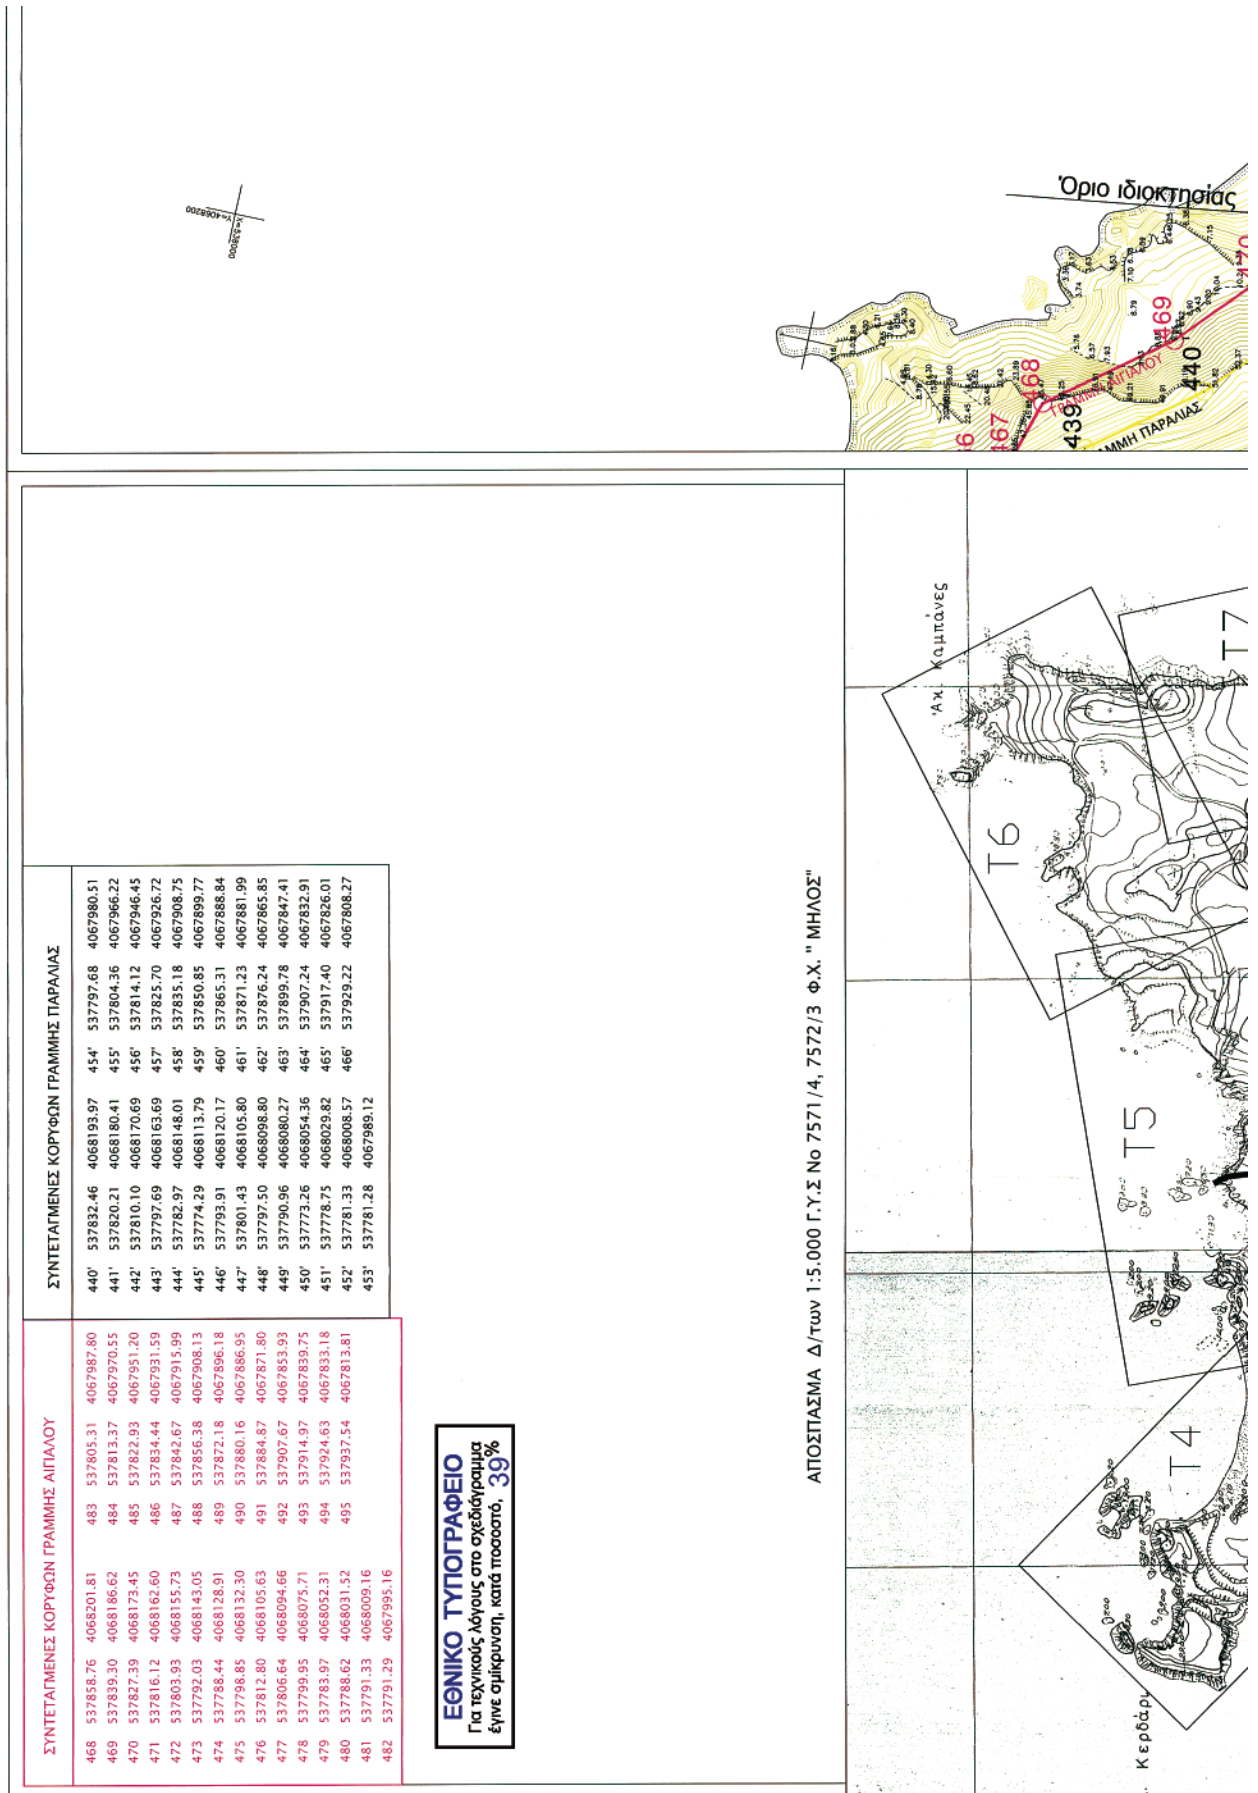 ΣΥΝΤΕΤΑΓΜΕΝΕΣ ΚΟΡΥΦΩΝ ΓΡΑΜΜΗΣ ΑΙΓΙΑΛΟΥ
468 537858.76 4068201.81 483 537805.31 4067987.80
469 537839.30 4068186.62 484 537813.37 4067970.55
470 537827.39 4068173.45 485 537822.93 4067951.20
471 537816.12 4068162.60 486 537834.44 4067931.59
472 537803.93 4068155.73 487 537842.67 4067915.99
473 537792.03 4068143.05 488 537856.38 4067908.13
474 537788.44 4068128.91 489 537872.18 4067896.18
475 537798.85 4068132.30 490 537880.16 4067886.95
476 537812.80 4068105.63 491 537884.87 4067871.80
477 537806.64 4068094.66 492 537907.67 4067853.93
478 537799.95 4068075.71 493 537914.97 4067839.75
479 537783.97 4068052.31 494 537924.63 4067833.18
480 537788.62 4068031.52 495 537937.54 4067813.81
481 537791.33 4068009.16
482 537791.29 4067995.16
ΣΥΝΤΕΤΑΓΜΕΝΕΣ ΚΟΡΥΦΩΝ ΓΡΑΜΜΗΣ ΠΑΡΑΛΙΑΣ
440' 537832.46 4068193.97 454' 537797.68 4067980.51
441' 537820.21 4068180.41 455' 537804.36 4067966.22
442' 537810.10 4068170.69 456' 537814.12 4067946.45
443' 537797.69 4068163.69 457' 537825.70 4067926.72
444' 537782.97 4068148.01 458' 537835.18 4067908.75
445' 537774.29 4068113.79 459' 537850.85 4067899.77
446' 537793.91 4068120.17 460' 537865.31 4067888.84
447' 537801.43 4068105.80 461' 537871.23 4067881.99
448' 537797.50 4068098.80 462' 537876.24 4067865.85
449' 537790.96 4068080.27 463' 537899.78 4067847.41
450' 537773.26 4068054.36 464' 537907.24 4067832.91
451' 537778.75 4068029.82 465' 537917.40 4067826.01
452' 537781.33 4068008.57 466' 537929.22 4067808.27
453' 537781.28 4067989.12
ΕΘΝΙΚΟ ΤΥΠΟΓΡΑΦΕΙΟ
Για τεχνικούς λόγους στο σχεδιάγραμμα
έγινε σμίκρυνση, κατά ποσοστό, 39%
ΑΠΟΣΠΑΣΜΑ Δ/των 1:5.000 Γ.Υ.Σ Νο 7571/4, 7572/3 Φ.Χ. " ΜΗΛΟΣ"
Υ=4068200
Χ=538000
Όριο ιδιοκτησίας
467
468
469
439
440
ΓΡΑΜΜΗ ΑΙΓΙΑΛΟΥ
ΑΜΜΗ ΠΑΡΑΛΙΑΣ
Άκ. Καμπάνες
T6
T7
T5
T4
Κερδάρι